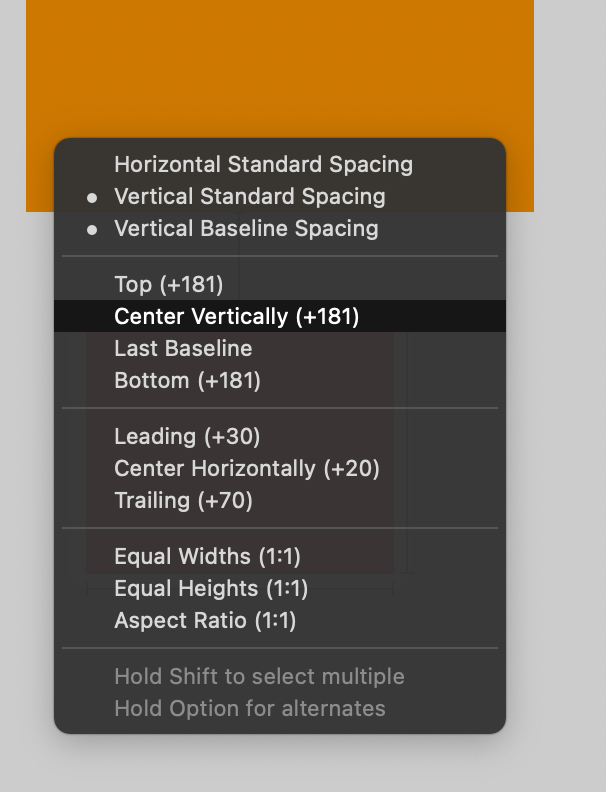 Horizontal Standard Spacing
Vertical Standard Spacing
Vertical Baseline Spacing
Top (+181)
Center Vertically (+181)
Last Baseline
Bottom (+181)
Leading (+30)
Center Horizontally (+20)
Trailing (+70)
Equal Widths (1:1)
Equal Heights (1:1)
Aspect Ratio (1:1)
Hold Shift to select multiple
Hold Option for alternates